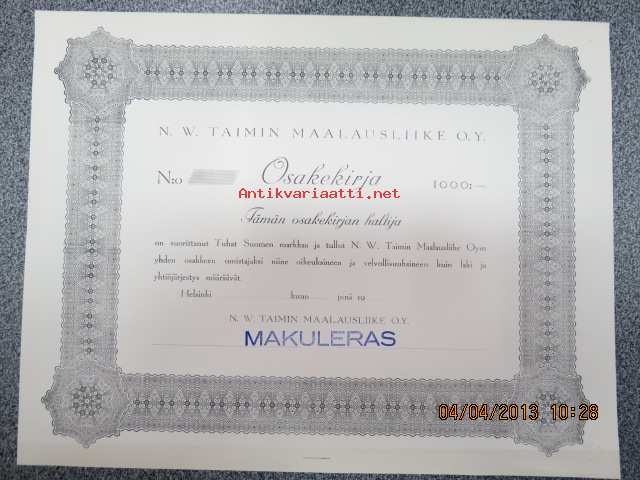 N. W. TAIMIN MAALAUSLIIKE O.Y.
N:o Osakekirja 1000:—
Antikvariaatti.net
Tämän osakekirjan haltija
on suorittanut Tuhat Suomen markkaa ja tullut N. W. Taimin Maalausliike Oy:n
yhden osakkeen omistajaksi niine oikeuksineen ja velvollisuuksineen kuin laki ja
yhtiöjärjestys määräävät.
Helsinki kuun p:nä 19
N. W. TAIMIN MAALAUSLIIKE O.Y.
MAKULERAS
04/04/2013 10:28